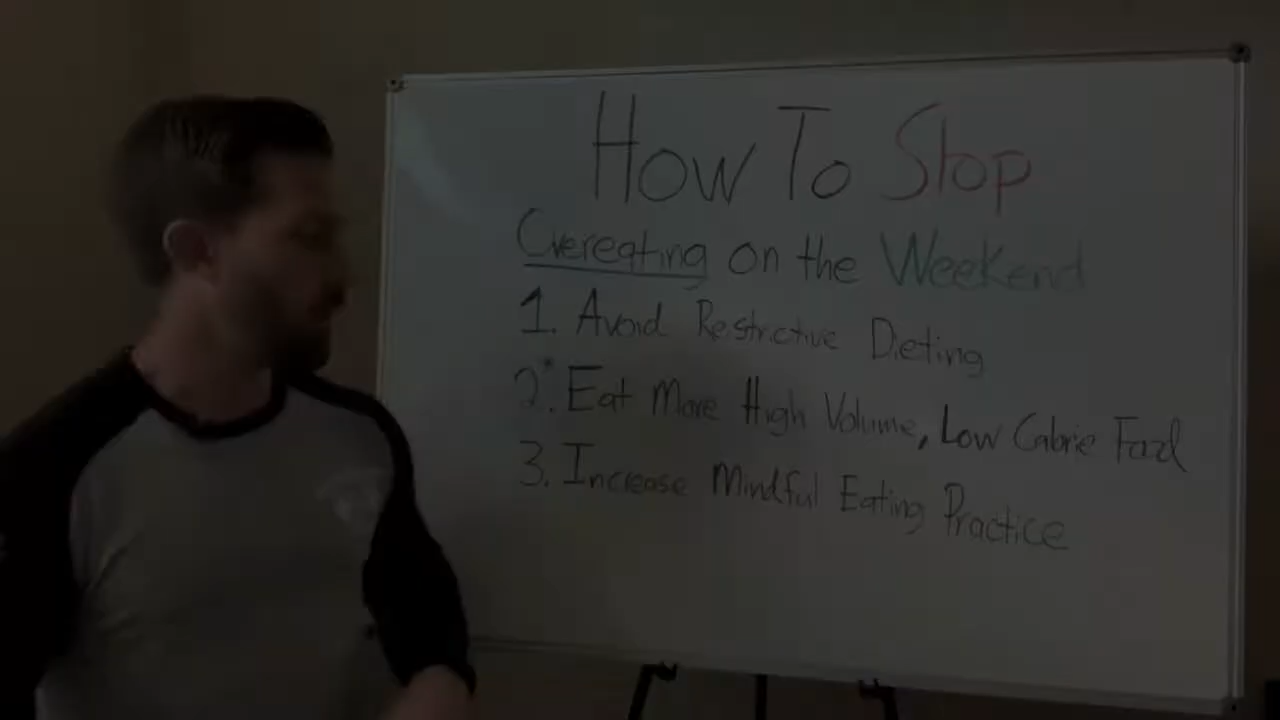 How To Stop
Overeating on the Weekend
1. Avoid Restrictive Dieting
2.* Eat More High Volume, Low Calorie Food
3. Increase Mindful Eating Practice